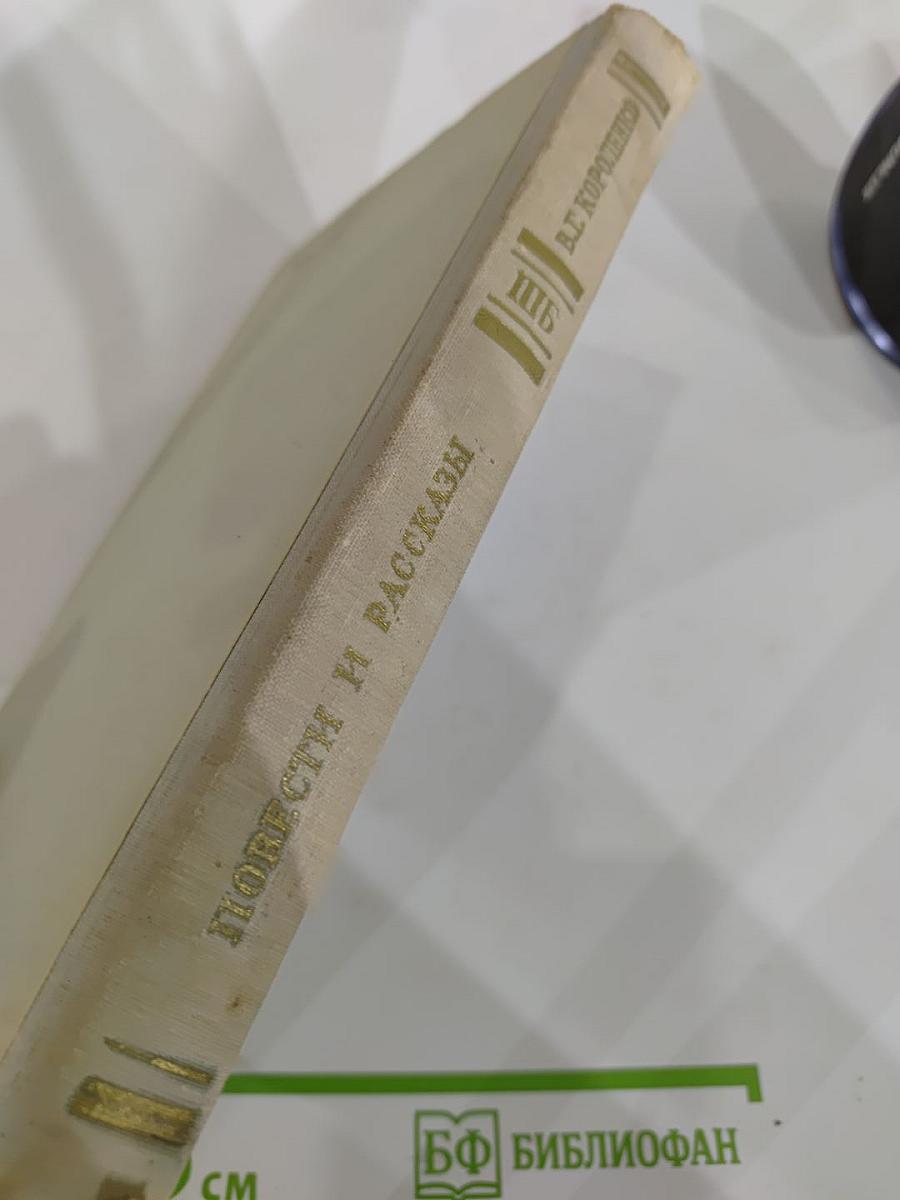 В.Г. КОРОЛЕНКО
ШБ
ПОВЕСТИ И РАССКАЗЫ
см
БФ БИБЛИОФАН